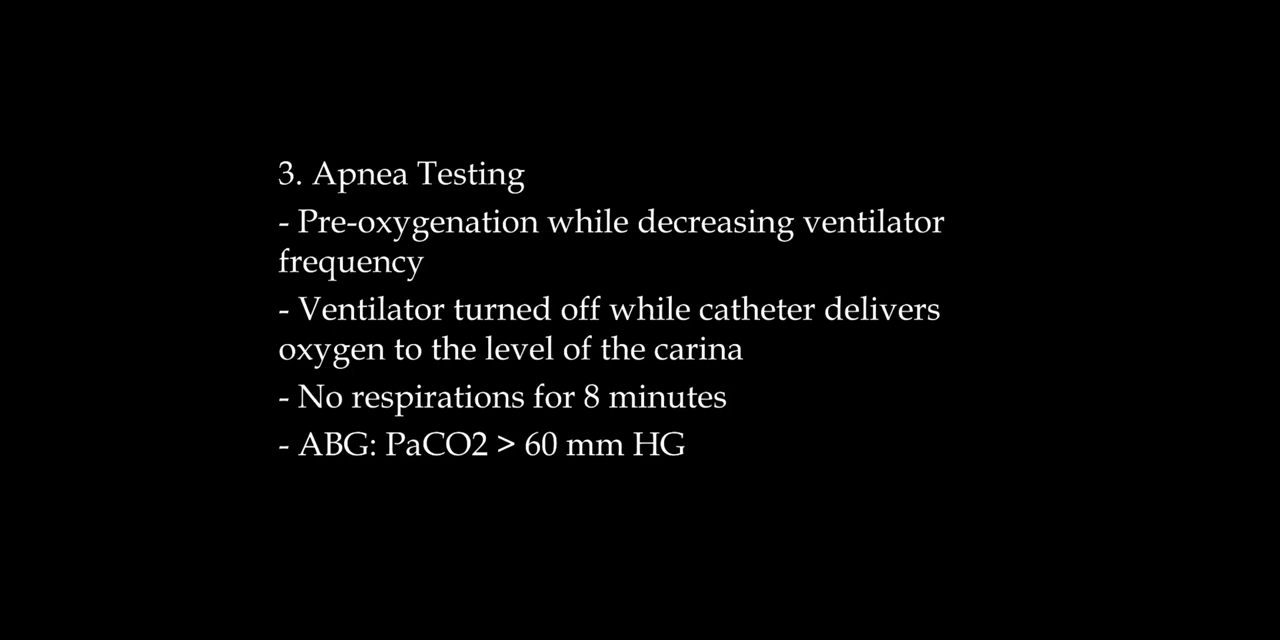 3. Apnea Testing
- Pre-oxygenation while decreasing ventilator
frequency
- Ventilator turned off while catheter delivers
oxygen to the level of the carina
- No respirations for 8 minutes
- ABG: PaCO2 > 60 mm HG